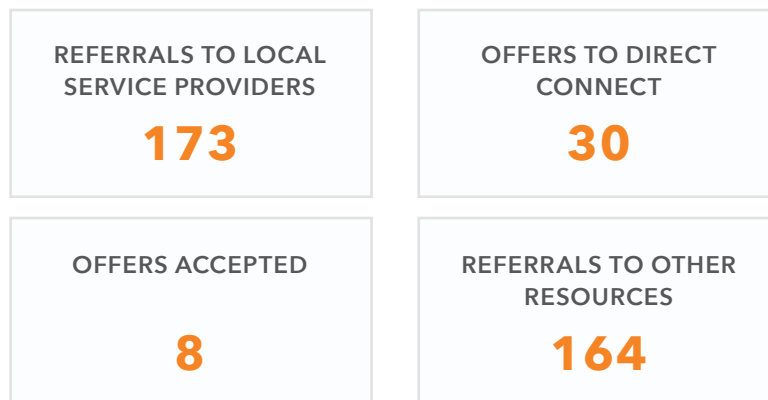 REFERRALS TO LOCAL
SERVICE PROVIDERS
173
OFFERS TO DIRECT
CONNECT
30
OFFERS ACCEPTED
8
REFERRALS TO OTHER
RESOURCES
164